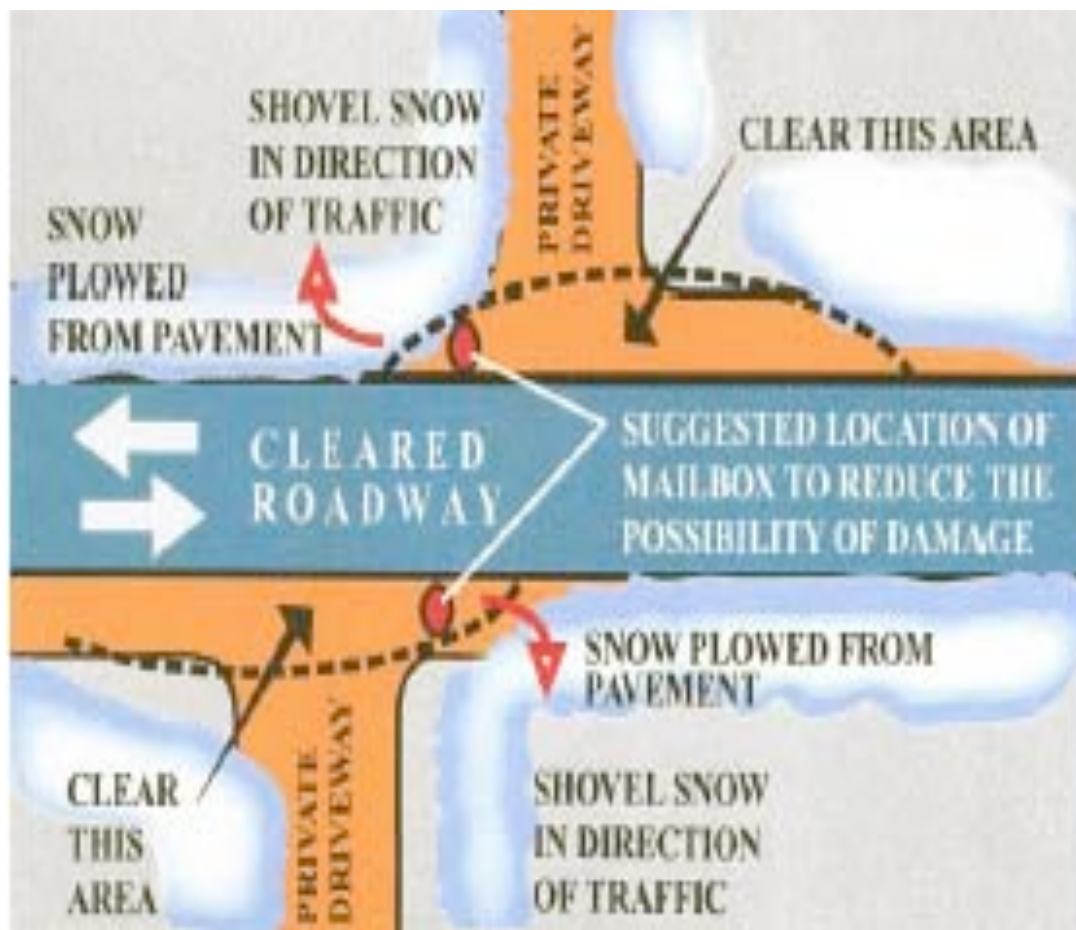 PRIVATE
DRIVEWAY
SHOVEL SNOW
IN DIRECTION
OF TRAFFIC
CLEAR THIS AREA
SNOW
PLOWED
FROM PAVEMENT
CLEARED
ROADWAY
SUGGESTED LOCATION OF
MAILBOX TO REDUCE THE
POSSIBILITY OF DAMAGE
SNOW PLOWED FROM
PAVEMENT
CLEAR
THIS
AREA
PRIVATE
DRIVEWAY
SHOVEL SNOW
IN DIRECTION
OF TRAFFIC